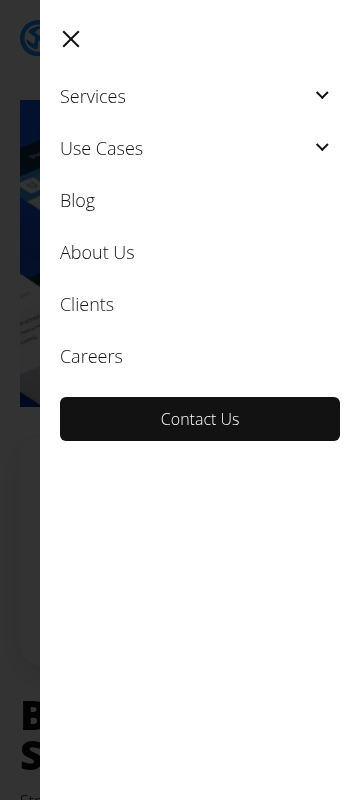 Services
Use Cases
Blog
About Us
Clients
Careers
Contact Us